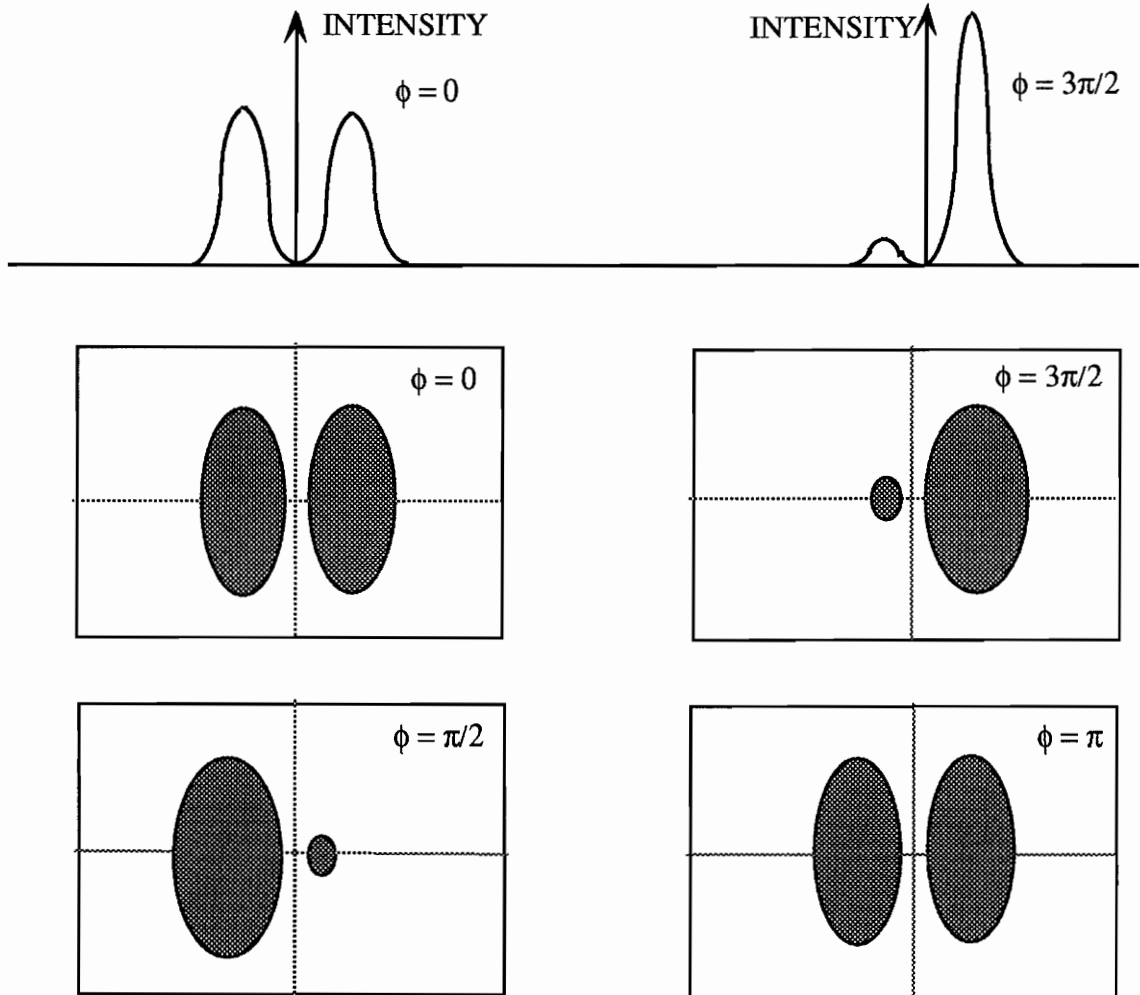 INTENSITY
INTENSITY
ϕ = 0
ϕ = 3π/2
ϕ = 0
ϕ = 3π/2
ϕ = π/2
ϕ = π